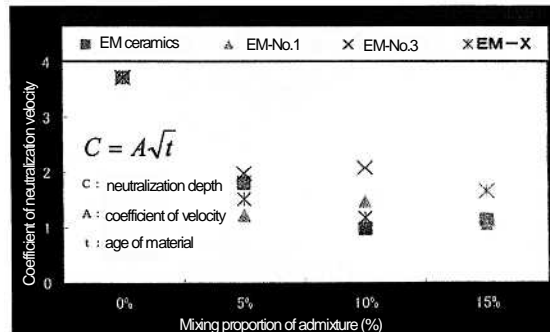 EM ceramics EM-No.1 EM-No.3 EM-X
Coefficient of neutralization velocity
4
3
2
1
0
C = A√t
C : neutralization depth
A : coefficient of velocity
t : age of material
0% 5% 10% 15%
Mixing proportion of admixture (%)